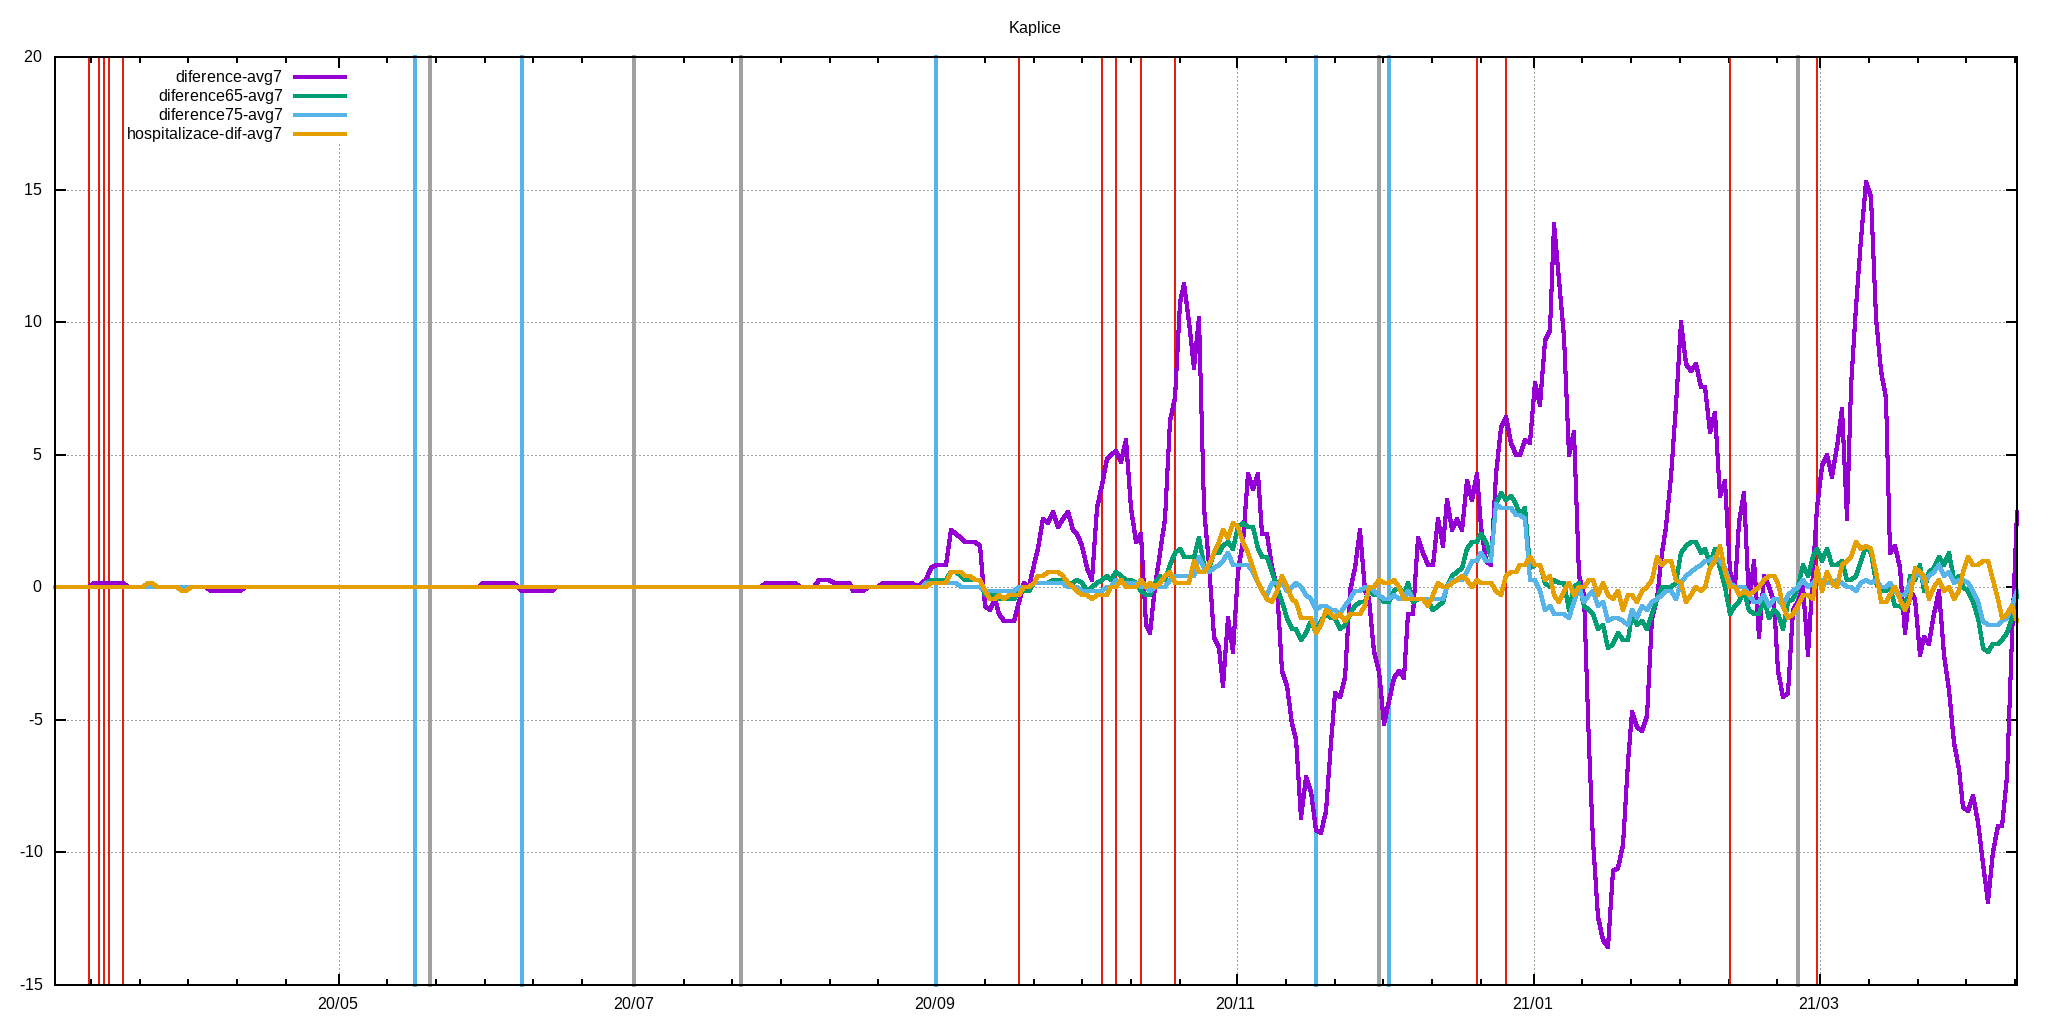 Kaplice
20
diference-avg7
diference65-avg7
diference75-avg7
hospitalizace-dif-avg7
15
10
5
0
-5
-10
-15
20/05 20/07 20/09 20/11 21/01 21/03